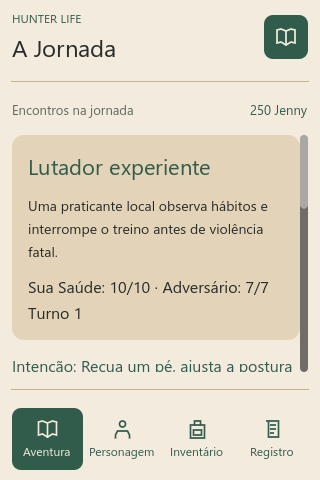 HUNTER LIFE
A Jornada
Encontros na jornada
250 Jenny
Lutador experiente
Uma praticante local observa hábitos e
interrompe o treino antes de violência
fatal.
Sua Saúde: 10/10 · Adversário: 7/7
Turno 1
Intenção: Recua um pé, ajusta a postura
Aventura
Personagem
Inventário
Registro